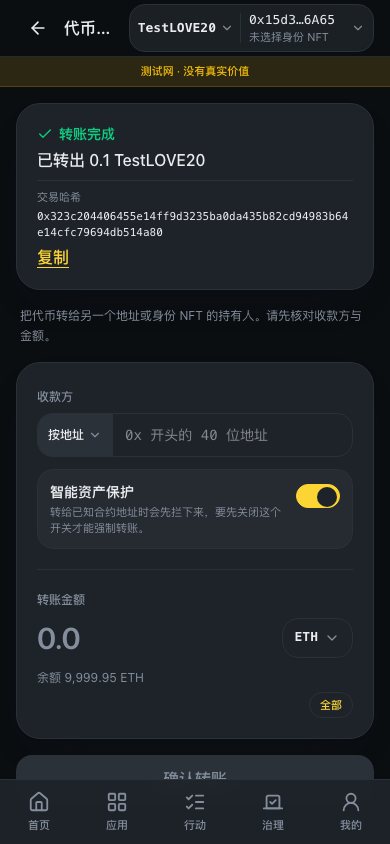 代币...
TestLOVE20
0x15d3…6A65
未选择身份 NFT
测试网 · 没有真实价值
转账完成
已转出 0.1 TestLOVE20
交易哈希
0x323c204406455e14ff9d3235ba0da435b82cd94983b64
e14cfc79694db514a80
复制
把代币转给另一个地址或身份 NFT 的持有人。请先核对收款方与
金额。
收款方
按地址
0x 开头的 40 位地址
智能资产保护
转给已知合约地址时会先拦下来，要先关闭这个
开关才能强制转账。
转账金额
0.0
ETH
余额 9,999.95 ETH
全部
确认转账
首页
应用
行动
治理
我的